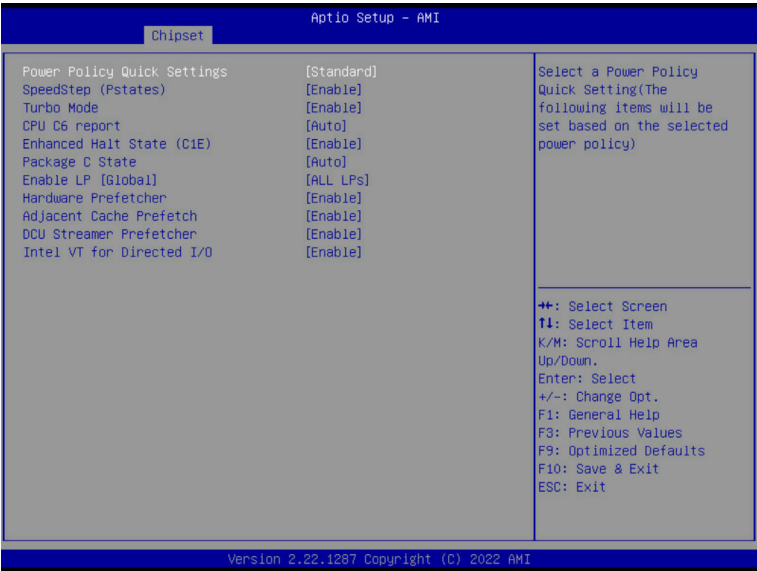 Aptio Setup – AMI
Chipset
Power Policy Quick Settings [Standard]
SpeedStep (Pstates) [Enable]
Turbo Mode [Enable]
CPU C6 report [Auto]
Enhanced Halt State (C1E) [Enable]
Package C State [Auto]
Enable LP [Global] [ALL LPs]
Hardware Prefetcher [Enable]
Adjacent Cache Prefetch [Enable]
DCU Streamer Prefetcher [Enable]
Intel VT for Directed I/O [Enable]
Select a Power Policy
Quick Setting(The
following items will be
set based on the selected
power policy)
→←: Select Screen
↑↓: Select Item
K/M: Scroll Help Area
Up/Down.
Enter: Select
+/-: Change Opt.
F1: General Help
F3: Previous Values
F9: Optimized Defaults
F10: Save & Exit
ESC: Exit
Version 2.22.1287 Copyright (C) 2022 AMI